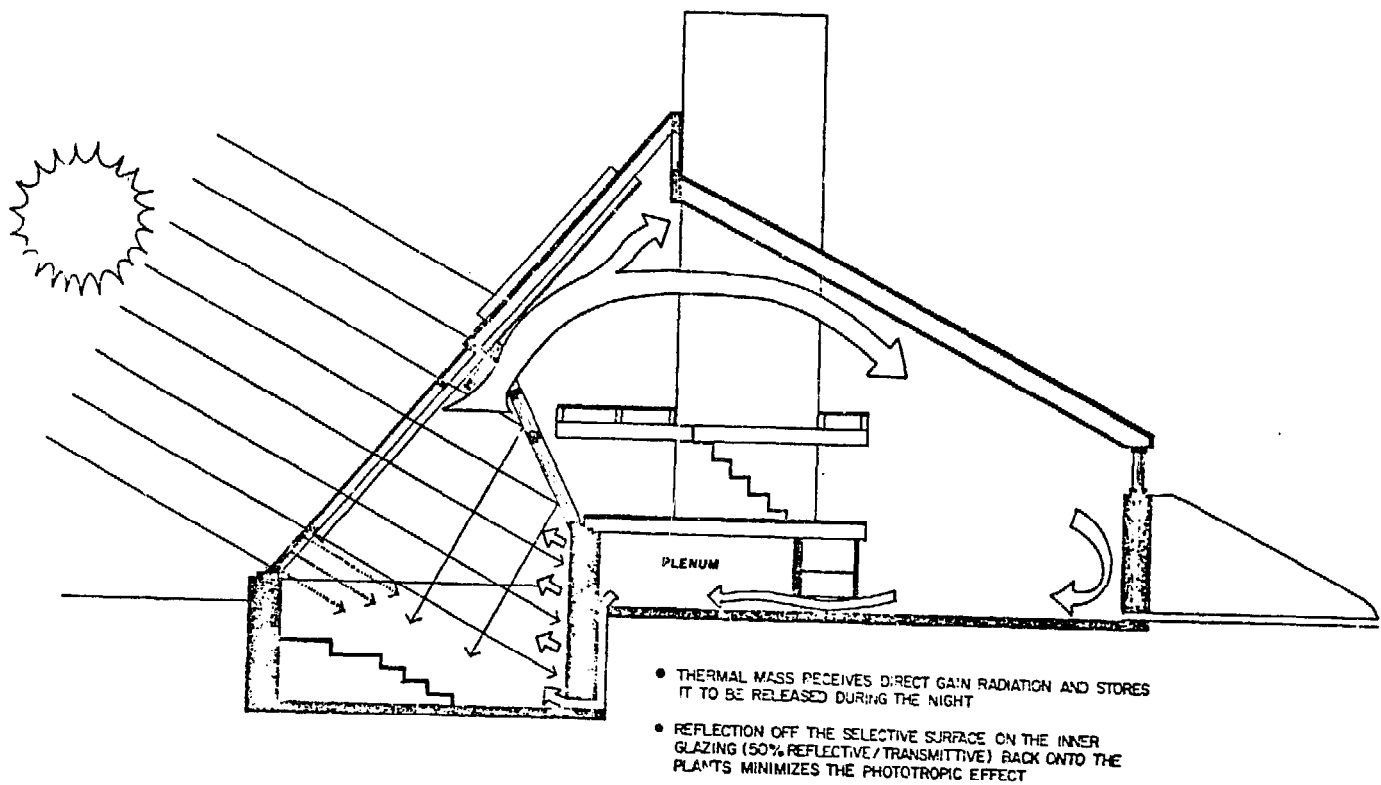 PLENUM
• THERMAL MASS RECEIVES DIRECT GAIN RADIATION AND STORES
IT TO BE RELEASED DURING THE NIGHT
• REFLECTION OFF THE SELECTIVE SURFACE ON THE INNER
GLAZING (50% REFLECTIVE/TRANSMITTIVE) BACK ONTO THE
PLANTS MINIMIZES THE PHOTOTROPIC EFFECT